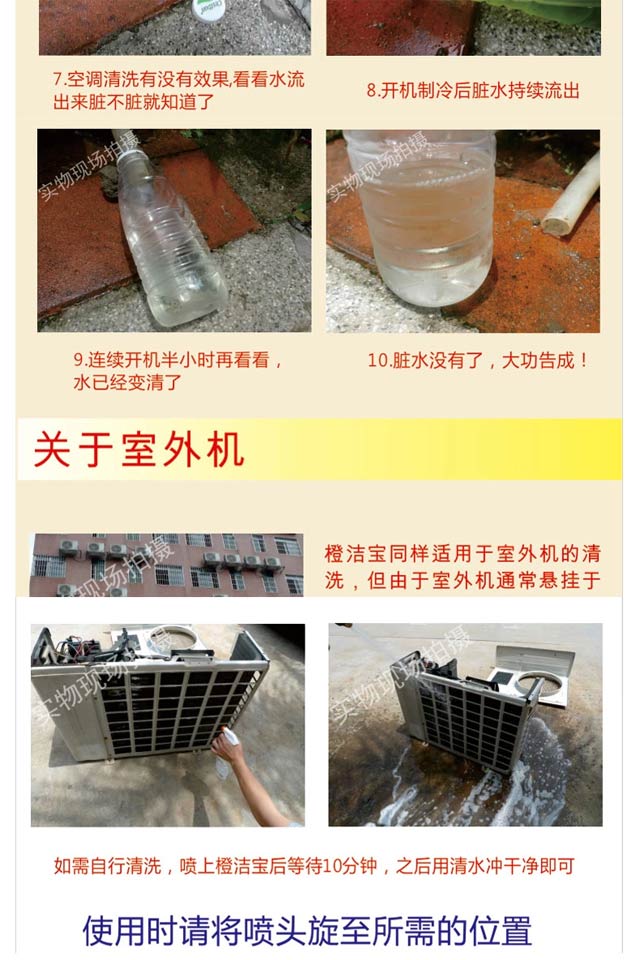 7.空调清洗有没有效果,看看水流
出来脏不脏就知道了
8.开机制冷后脏水持续流出
实物现场拍摄
实物现场拍摄
9.连续开机半小时再看看，
水已经变清了
10.脏水没有了，大功告成！
关于室外机
实物现场拍摄
橙洁宝同样适用于室外机的清
洗，但由于室外机通常悬挂于
实物现场拍摄
实物现场拍摄
如需自行清洗，喷上橙洁宝后等待10分钟，之后用清水冲干净即可
使用时请将喷头旋至所需的位置